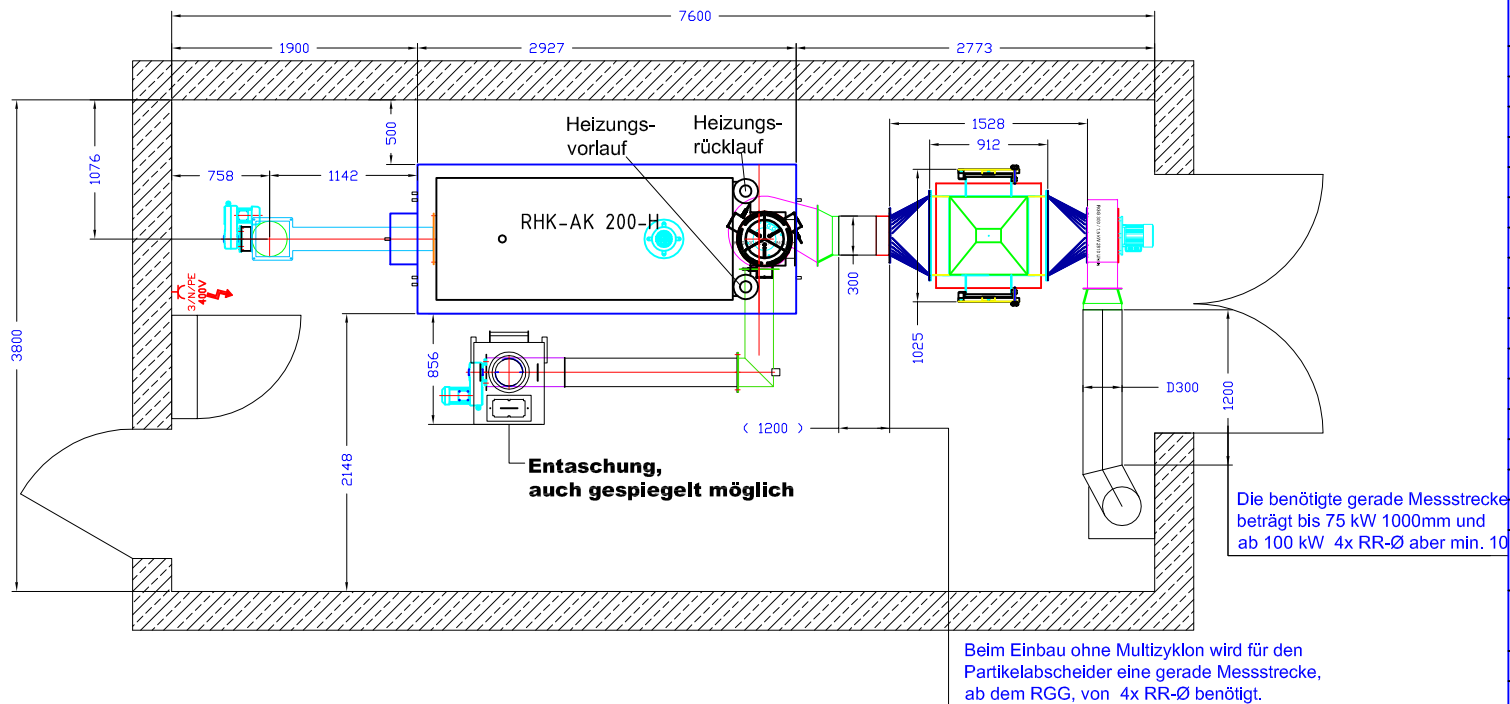 7600
1900
2927
2773
1528
912
500
1076
758
1142
Heizungs-
vorlauf
Heizungs-
rücklauf
RHK-AK 200-H
3/N/PE
400V
3800
300
1025
856
2148
( 1200 )
D300
1200
Entaschung,
auch gespiegelt möglich
Die benötigte gerade Messstrecke
beträgt bis 75 kW 1000mm und
ab 100 kW 4x RR-Ø aber min. 10
Beim Einbau ohne Multizyklon wird für den
Partikelabscheider eine gerade Messstrecke,
ab dem RGG, von 4x RR-Ø benötigt.